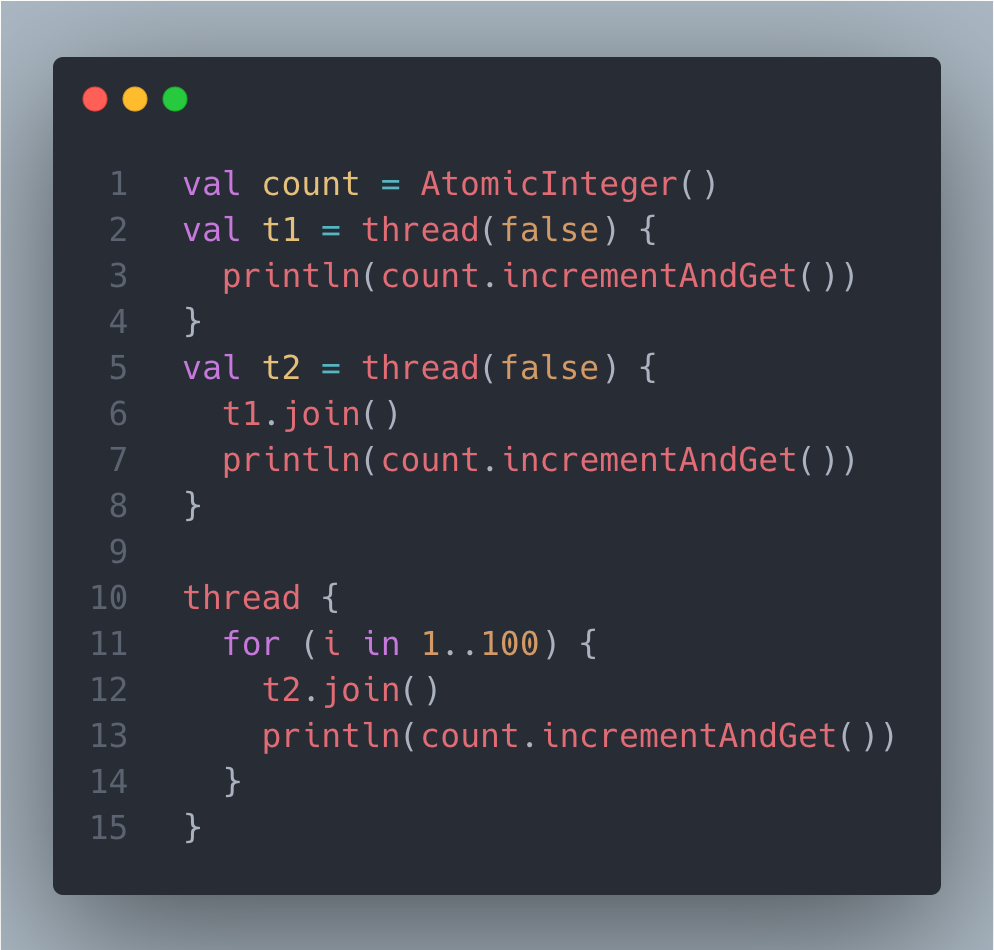 1 val count = AtomicInteger()
2 val t1 = thread(false) {
3   println(count.incrementAndGet())
4 }
5 val t2 = thread(false) {
6   t1.join()
7   println(count.incrementAndGet())
8 }
9
10 thread {
11   for (i in 1..100) {
12     t2.join()
13     println(count.incrementAndGet())
14   }
15 }